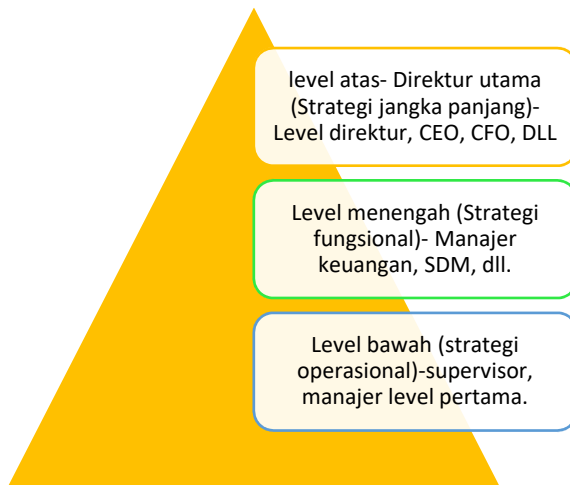 level atas- Direktur utama
(Strategi jangka panjang)-
Level direktur, CEO, CFO, DLL
Level menengah (Strategi
fungsional)- Manajer
keuangan, SDM, dll.
Level bawah (strategi
operasional)-supervisor,
manajer level pertama.